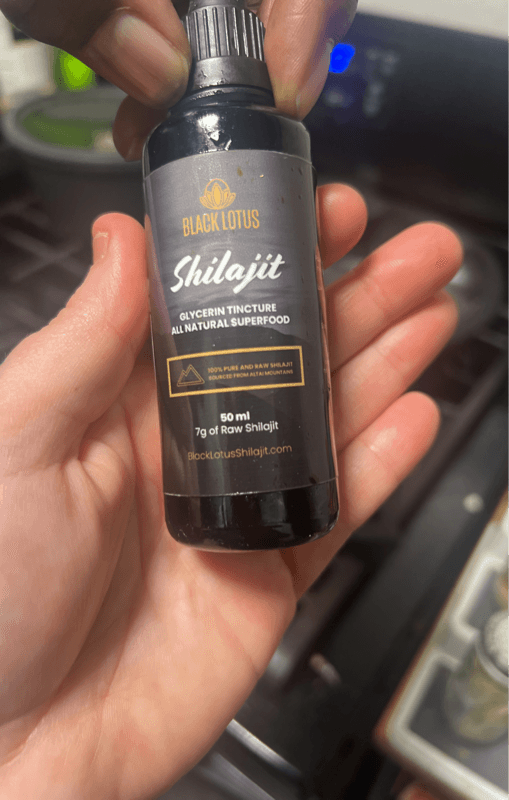 BLACK LOTUS
Shilajit
GLYCERIN TINCTURE
ALL NATURAL SUPERFOOD
100% PURE AND RAW SHILAJIT
SOURCED FROM ALTAI MOUNTAINS
50 ml
7g of Raw Shilajit
BlackLotusShilajit.com